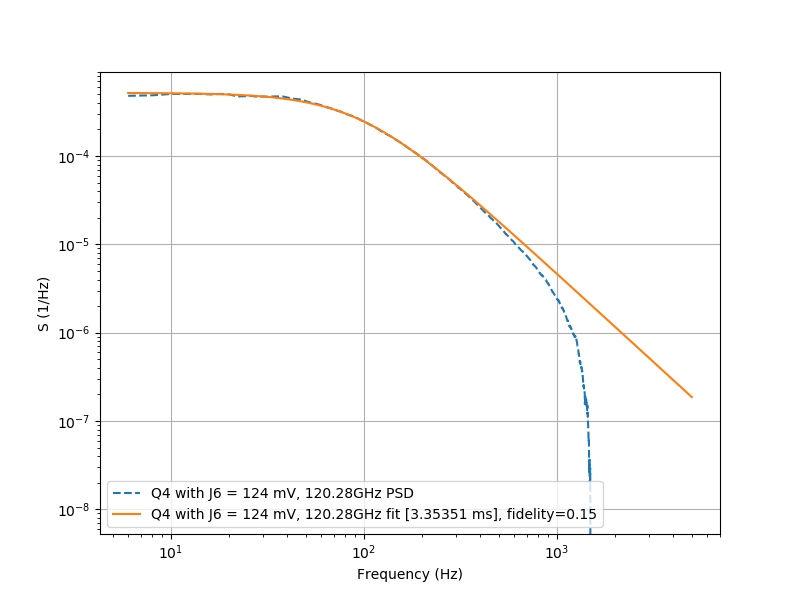 10⁻⁴
10⁻⁵
10⁻⁶
10⁻⁷
10⁻⁸
S (1/Hz)
Q4 with J6 = 124 mV, 120.28GHz PSD
Q4 with J6 = 124 mV, 120.28GHz fit [3.35351 ms], fidelity=0.15
10¹ 10² 10³
Frequency (Hz)